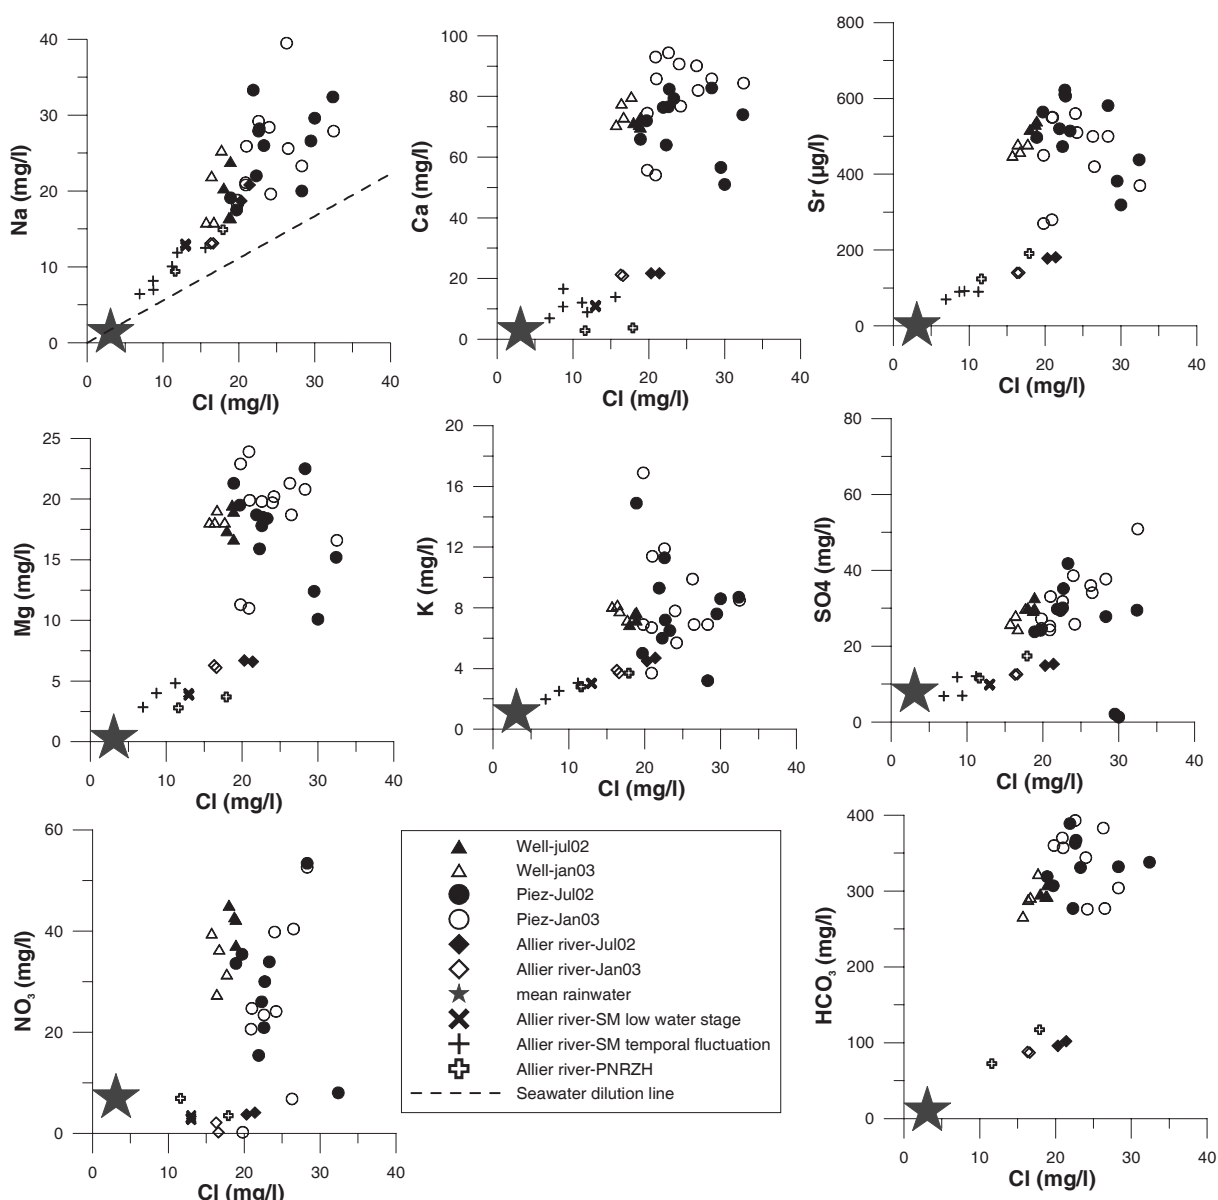 40
30
20
10
0
Na (mg/l)
0 10 20 30 40
Cl (mg/l)
100
80
60
40
20
0
Ca (mg/l)
0 10 20 30 40
Cl (mg/l)
800
600
400
200
0
Sr (µg/l)
0 10 20 30 40
Cl (mg/l)
25
20
15
10
5
0
Mg (mg/l)
0 10 20 30 40
Cl (mg/l)
20
16
12
8
4
0
K (mg/l)
0 10 20 30 40
Cl (mg/l)
80
60
40
20
0
SO4 (mg/l)
0 10 20 30 40
Cl (mg/l)
60
40
20
0
NO₃ (mg/l)
0 10 20 30 40
Cl (mg/l)
Well-jul02
Well-jan03
Piez-Jul02
Piez-Jan03
Allier river-Jul02
Allier river-Jan03
mean rainwater
Allier river-SM low water stage
Allier river-SM temporal fluctuation
Allier river-PNRZH
Seawater dilution line
400
300
200
100
0
HCO₃ (mg/l)
0 10 20 30 40
Cl (mg/l)